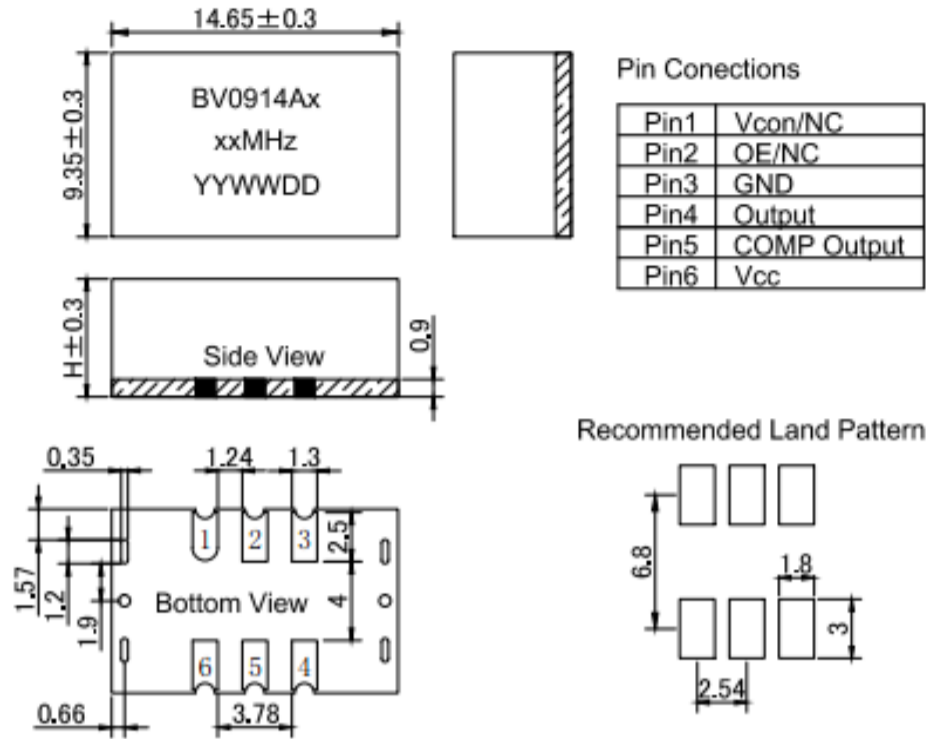 14.65±0.3
9.35±0.3
BV0914Ax
xxMHz
YYWWDD
Pin Conections
Pin1 Vcon/NC
Pin2 OE/NC
Pin3 GND
Pin4 Output
Pin5 COMP Output
Pin6 Vcc
H±0.3
Side View
0.9
Recommended Land Pattern
0.35
1.24
1.3
1
2
3
2.5
1.57
1.2
1.9
Bottom View
4
6
5
4
0.66
3.78
6.8
1.8
3
2.54